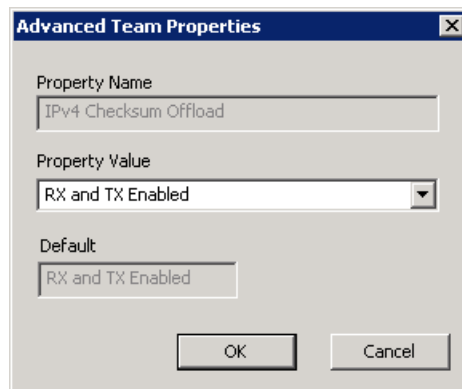 Advanced Team Properties
Property Name
IPv4 Checksum Offload
Property Value
RX and TX Enabled
Default
RX and TX Enabled
OK Cancel